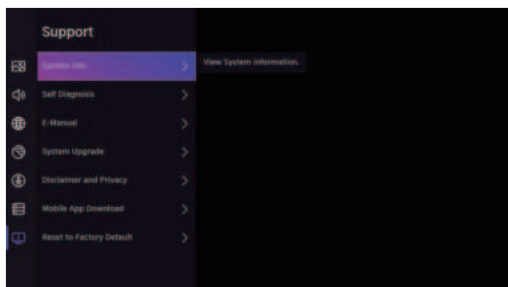 Support
System Info
View System Information.
Self Diagnosis
E-Manual
System Upgrade
Disclaimer and Privacy
Mobile App Download
Reset to Factory Default